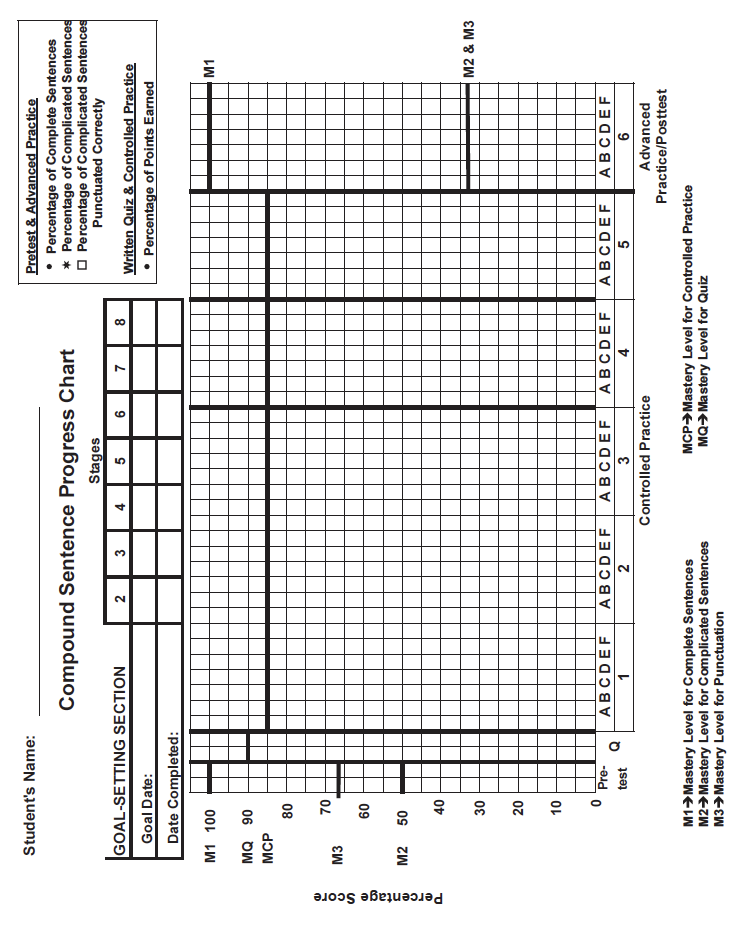 Student's Name:
Compound Sentence Progress Chart
Pretest & Advanced Practice
● Percentage of Complete Sentences
✶ Percentage of Complicated Sentences
□ Percentage of Complicated Sentences
Punctuated Correctly
Written Quiz & Controlled Practice
● Percentage of Points Earned
Stages
GOAL-SETTING SECTION 2 3 4 5 6 7 8
Goal Date:
Date Completed:
Percentage Score
M1 100 M1
MQ 90
MCP
80
70
M3
60
M2 50
40
M2 & M3
30
20
10
0
Pre-
test
Q
A B C D E F A B C D E F A B C D E F A B C D E F A B C D E F A B C D E F
1 2 3 4 5 6
Controlled Practice
Advanced
Practice/Posttest
M1➔Mastery Level for Complete Sentences
M2➔Mastery Level for Complicated Sentences
M3➔Mastery Level for Punctuation
MCP➔Mastery Level for Controlled Practice
MQ➔Mastery Level for Quiz